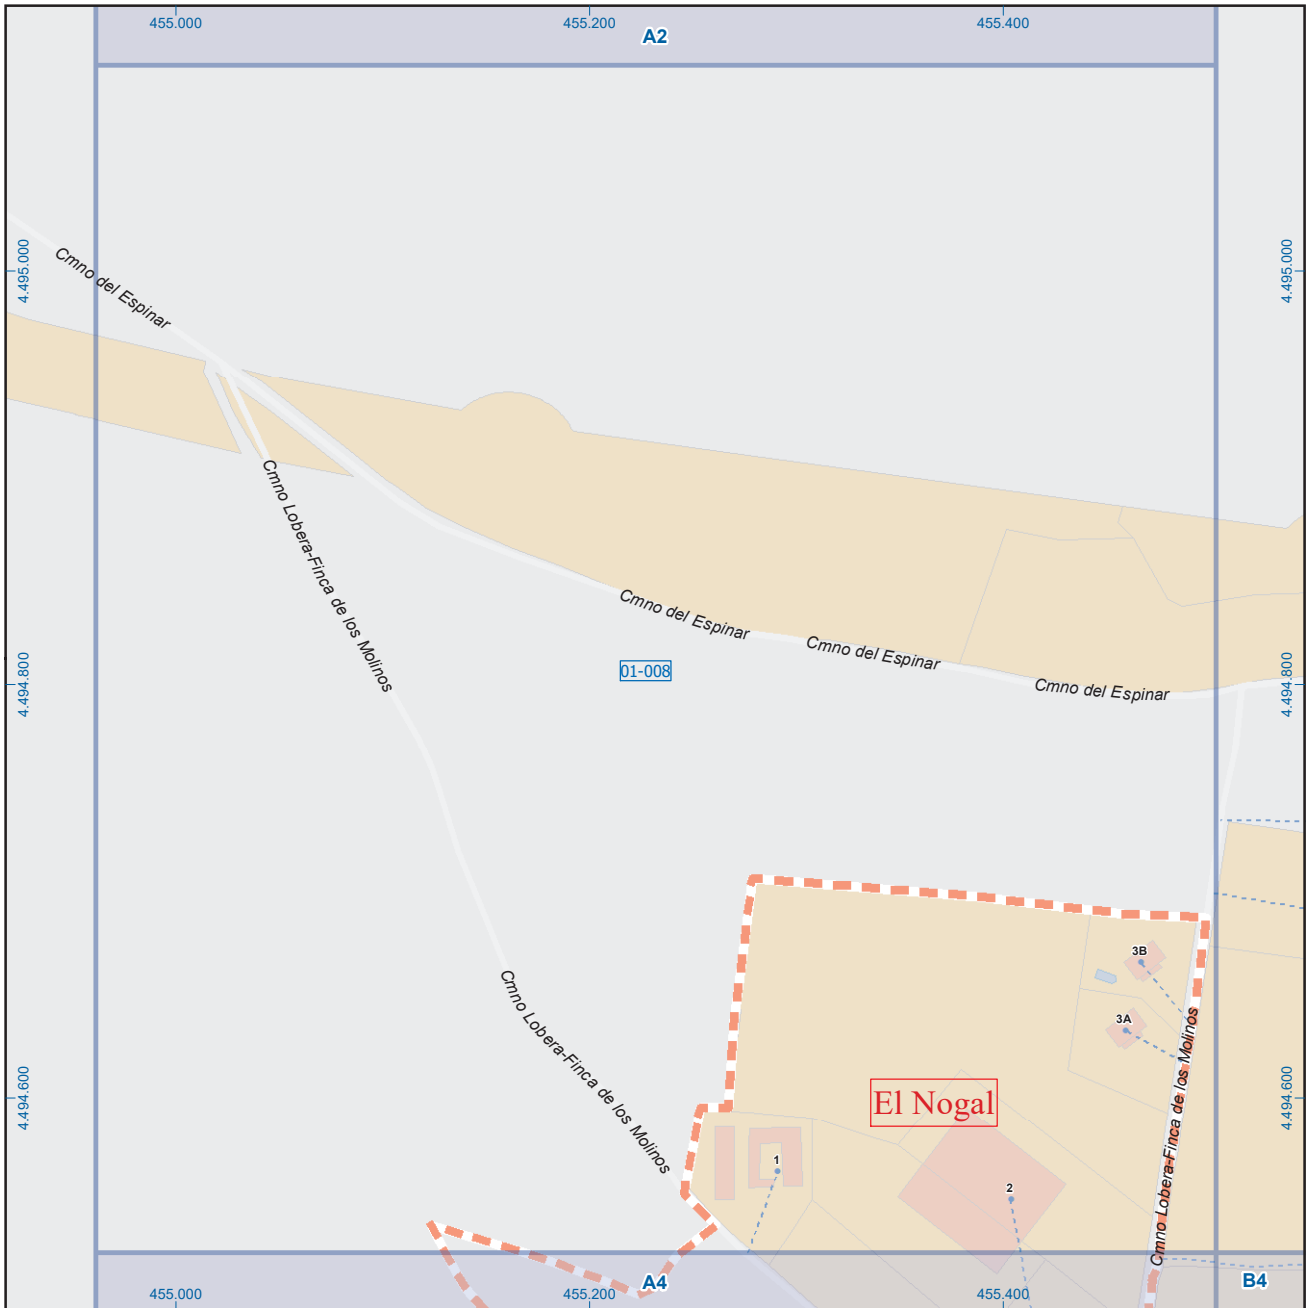 455.000
455.200
455.400
A2
4.495.000
4.495.000
Cmno del Espinar
Cmno Lobera-Finca de los Molinos
Cmno del Espinar
Cmno del Espinar
Cmno del Espinar
01-008
4.494.800
4.494.800
3B
3A
Cmno Lobera-Finca de los Molinos
Cmno Lobera-Finca de los Molinos
El Nogal
4.494.600
4.494.600
1
2
A4
B4
455.000
455.200
455.400